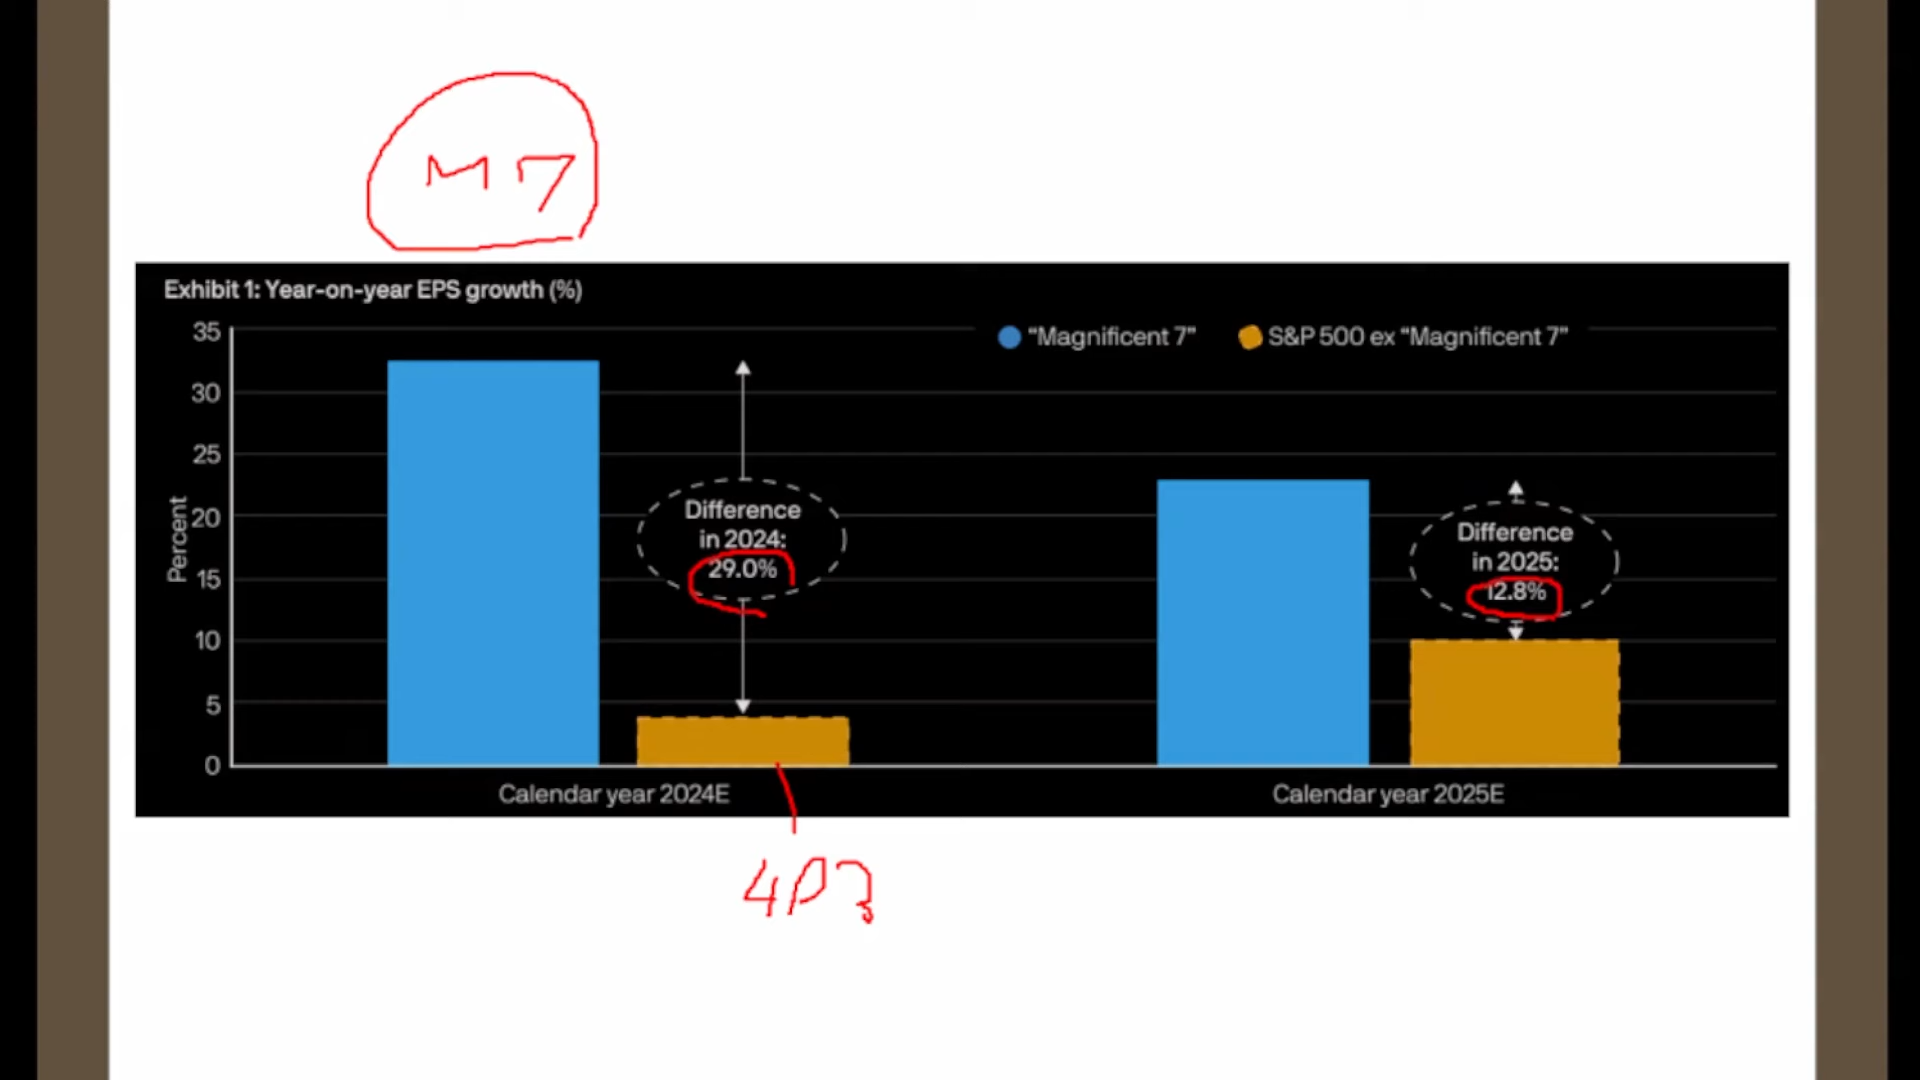 M7
Exhibit 1: Year-on-year EPS growth (%)
"Magnificent 7"
S&P 500 ex "Magnificent 7"
Percent
35
30
25
20
15
10
5
0
Difference
in 2024:
29.0%
Difference
in 2025:
12.8%
Calendar year 2024E
Calendar year 2025E